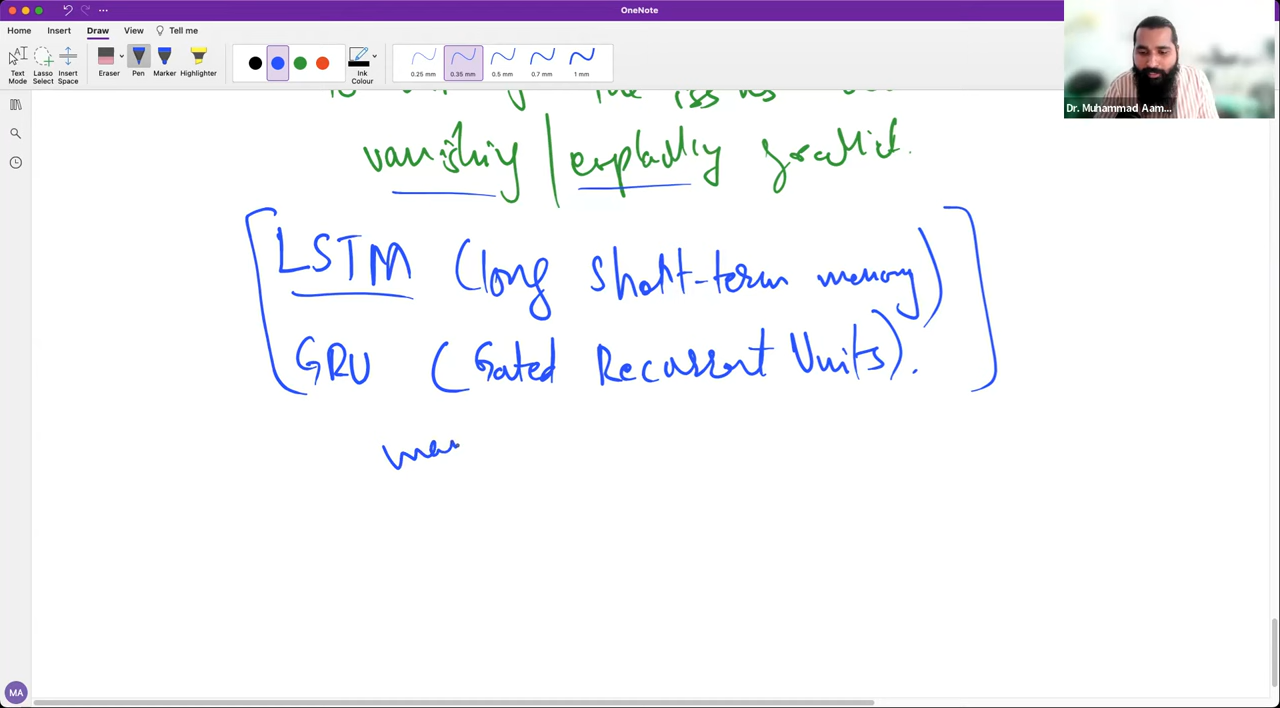 OneNote
Home Insert Draw View Tell me
Text Mode Lasso Select Insert Space Eraser Pen Marker Highlighter Ink Colour 0.25 mm 0.35 mm 0.5 mm 0.7 mm 1 mm
Dr. Muhammad Aam...
the issues
vanishing | exploding gradient.
LSTM (long short-term memory)
GRU (Gated Recurrent Units).
MA